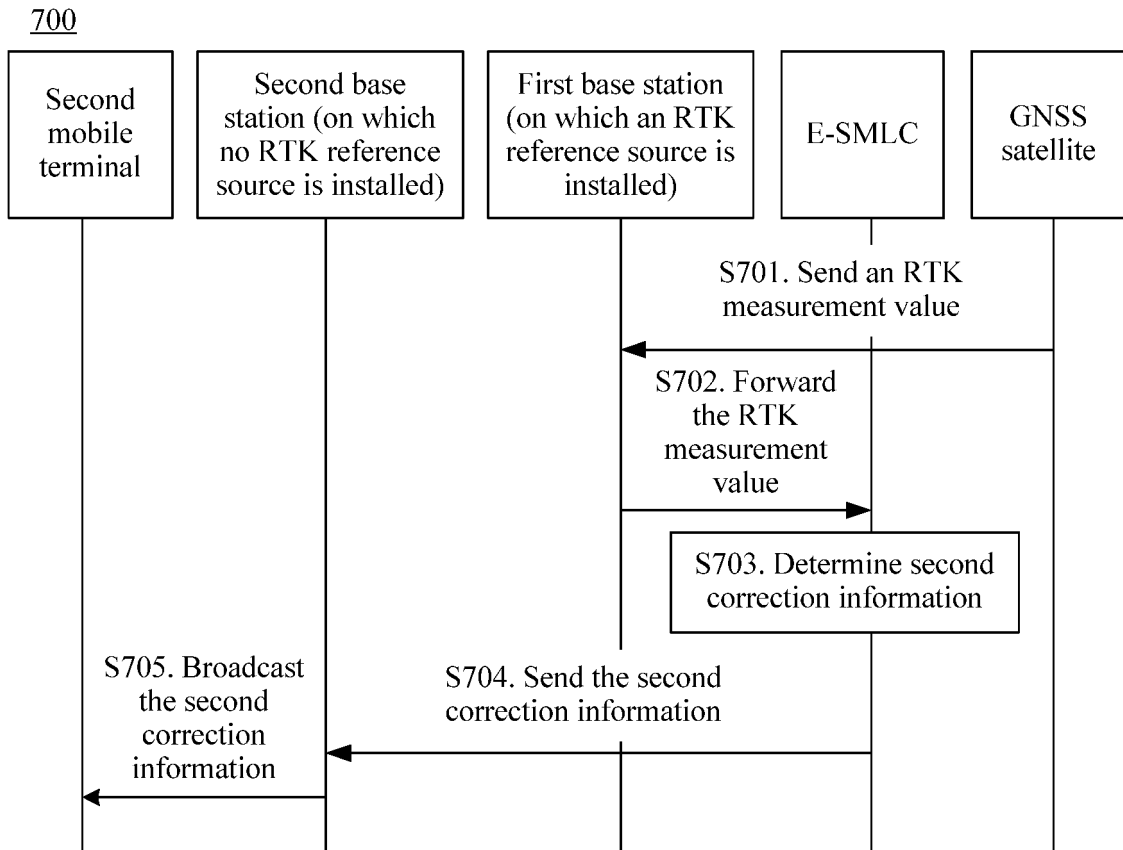 700
Second
mobile
terminal
Second base
station (on which
no RTK reference
source is installed)
First base station
(on which an RTK
reference source is
installed)
E-SMLC
GNSS
satellite
S701. Send an RTK
measurement value
S702. Forward
the RTK
measurement
value
S703. Determine second
correction information
S704. Send the second
correction information
S705. Broadcast
the second
correction
information